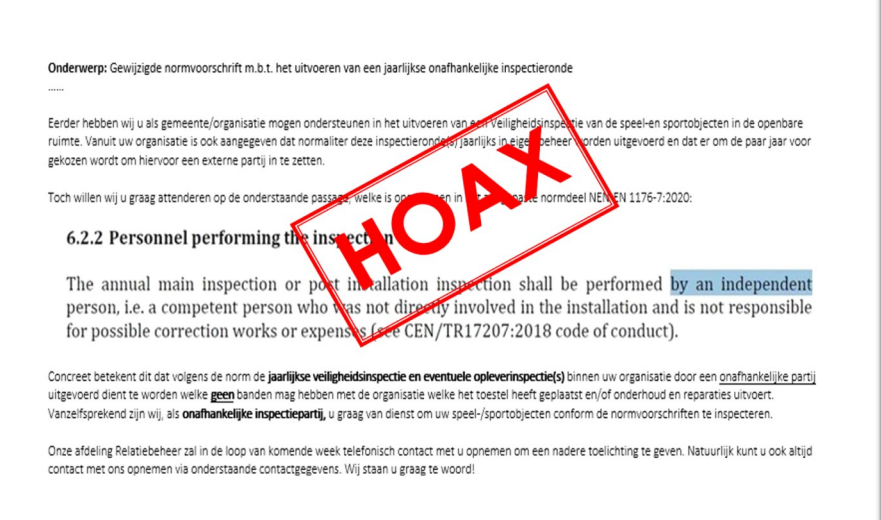 Onderwerp: Gewijzigde normvoorschrift m.b.t. het uitvoeren van een jaarlijkse onafhankelijke inspectieronde
......
Eerder hebben wij u als gemeente/organisatie mogen ondersteunen in het uitvoeren van een Veiligheidsinspectie van de speel-en sportobjecten in de openbare
ruimte. Vanuit uw organisatie is ook aangegeven dat normaliter deze inspectieronde(s) jaarlijks in eigen beheer worden uitgevoerd en dat er om de paar jaar voor
gekozen wordt om hiervoor een externe partij in te zetten.
Toch willen wij u graag attenderen op de onderstaande passage, welke is opgenomen in het normdeel NEN-EN 1176-7:2020:
HOAX
6.2.2 Personnel performing the inspection
The annual main inspection or post installation inspection shall be performed by an independent
person, i.e. a competent person who was not directly involved in the installation and is not responsible
for possible correction works or expenses (see CEN/TR17207:2018 code of conduct).
Concreet betekent dit dat volgens de norm de jaarlijkse veiligheidsinspectie en eventuele opleverinspectie(s) binnen uw organisatie door een onafhankelijke partij
uitgevoerd dient te worden welke geen banden mag hebben met de organisatie welke het toestel heeft geplaatst en/of onderhoud en reparaties uitvoert.
Vanzelfsprekend zijn wij, als onafhankelijke inspectiepartij, u graag van dienst om uw speel-/sportobjecten conform de normvoorschriften te inspecteren.
Onze afdeling Relatiebeheer zal in de loop van komende week telefonisch contact met u opnemen om een nadere toelichting te geven. Natuurlijk kunt u ook altijd
contact met ons opnemen via onderstaande contactgegevens. Wij staan u graag te woord!